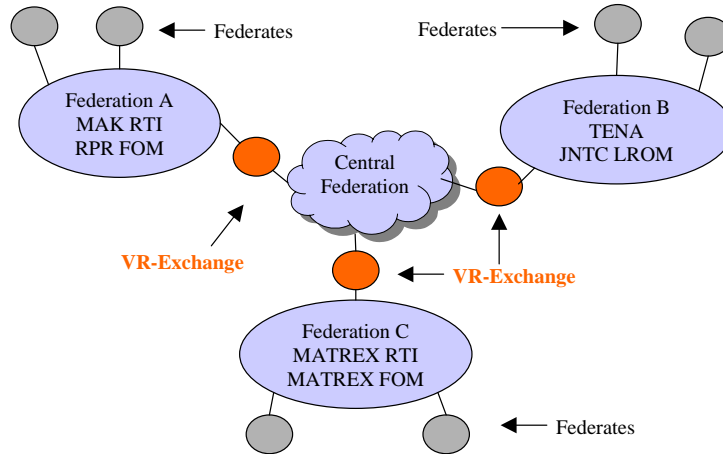 Federates
Federates
Federation A
MAK RTI
RPR FOM
Federation B
TENA
JNTC LROM
Central
Federation
VR-Exchange
VR-Exchange
Federation C
MATREX RTI
MATREX FOM
Federates